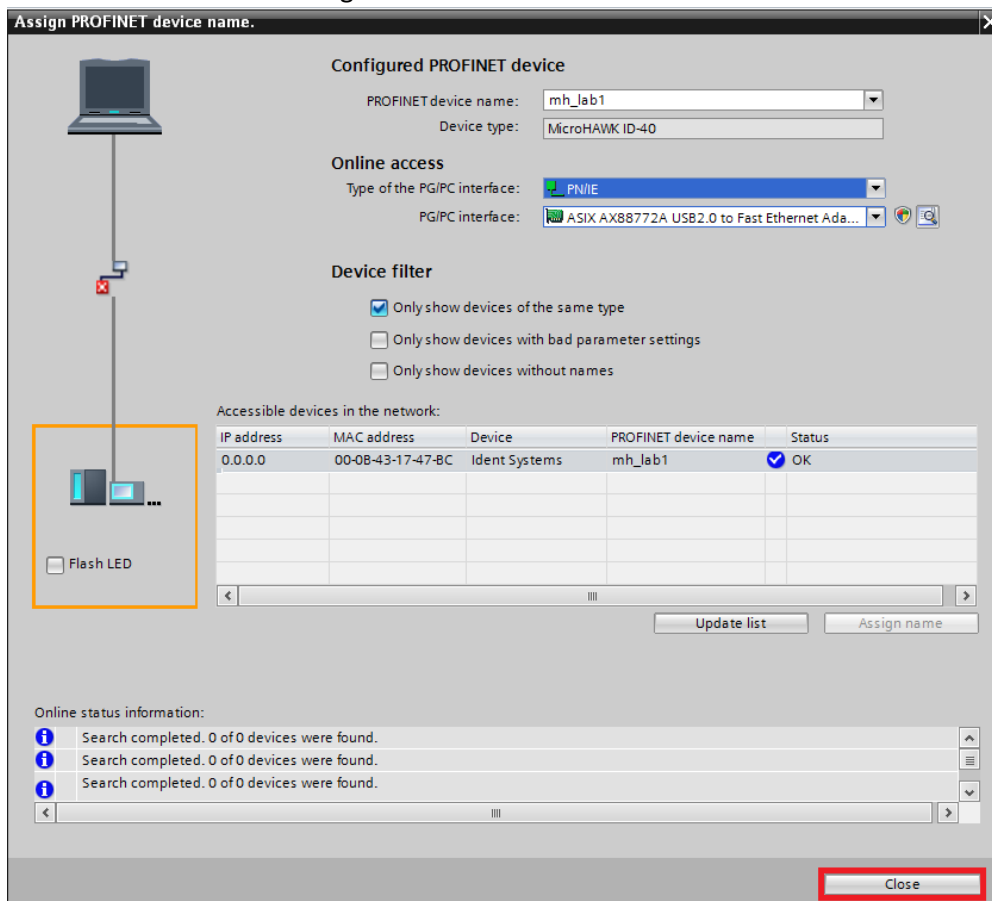 Assign PROFINET device name.
Configured PROFINET device
PROFINET device name: mh_lab1
Device type: MicroHAWK ID-40
Online access
Type of the PG/PC interface: PN/IE
PG/PC interface: ASIX AX88772A USB2.0 to Fast Ethernet Ada...
Device filter
Only show devices of the same type
Only show devices with bad parameter settings
Only show devices without names
Accessible devices in the network:
IP address MAC address Device PROFINET device name Status
0.0.0.0 00-0B-43-17-47-BC Ident Systems mh_lab1 OK
Flash LED
Update list Assign name
Online status information:
Search completed. 0 of 0 devices were found.
Search completed. 0 of 0 devices were found.
Search completed. 0 of 0 devices were found.
Close